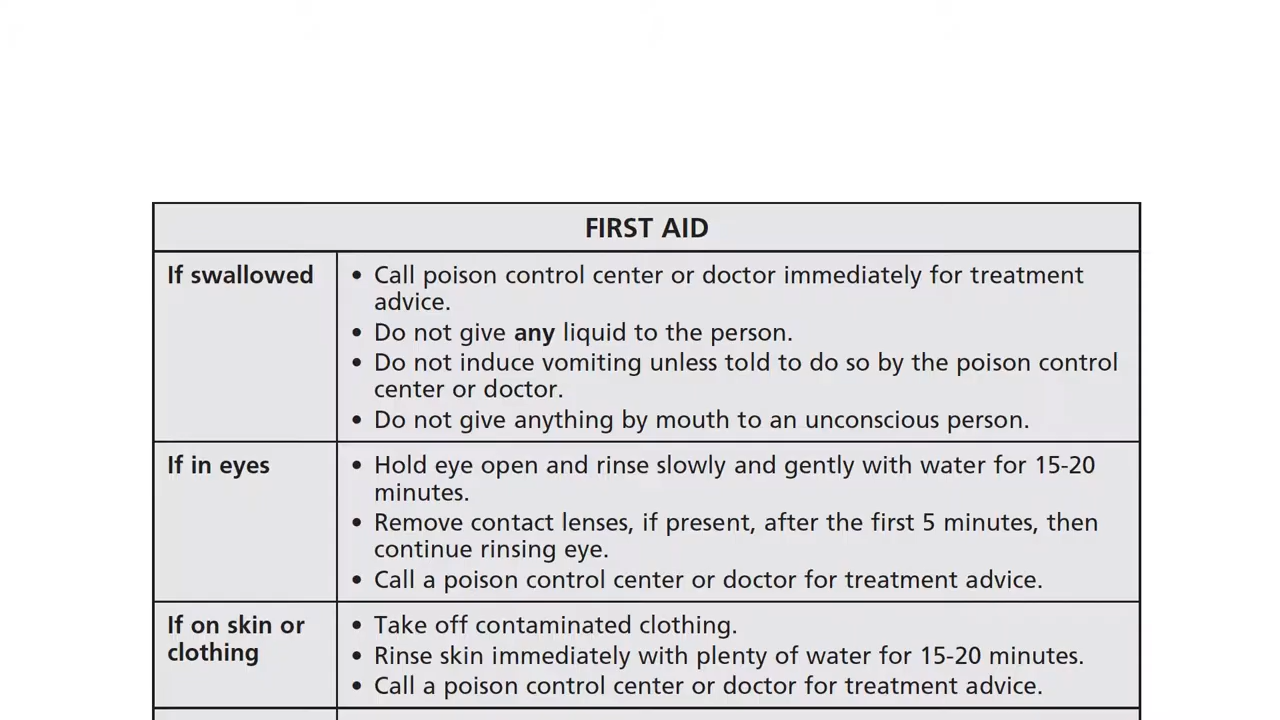 FIRST AID
If swallowed
• Call poison control center or doctor immediately for treatment
advice.
• Do not give any liquid to the person.
• Do not induce vomiting unless told to do so by the poison control
center or doctor.
• Do not give anything by mouth to an unconscious person.
If in eyes
• Hold eye open and rinse slowly and gently with water for 15-20
minutes.
• Remove contact lenses, if present, after the first 5 minutes, then
continue rinsing eye.
• Call a poison control center or doctor for treatment advice.
If on skin or
clothing
• Take off contaminated clothing.
• Rinse skin immediately with plenty of water for 15-20 minutes.
• Call a poison control center or doctor for treatment advice.